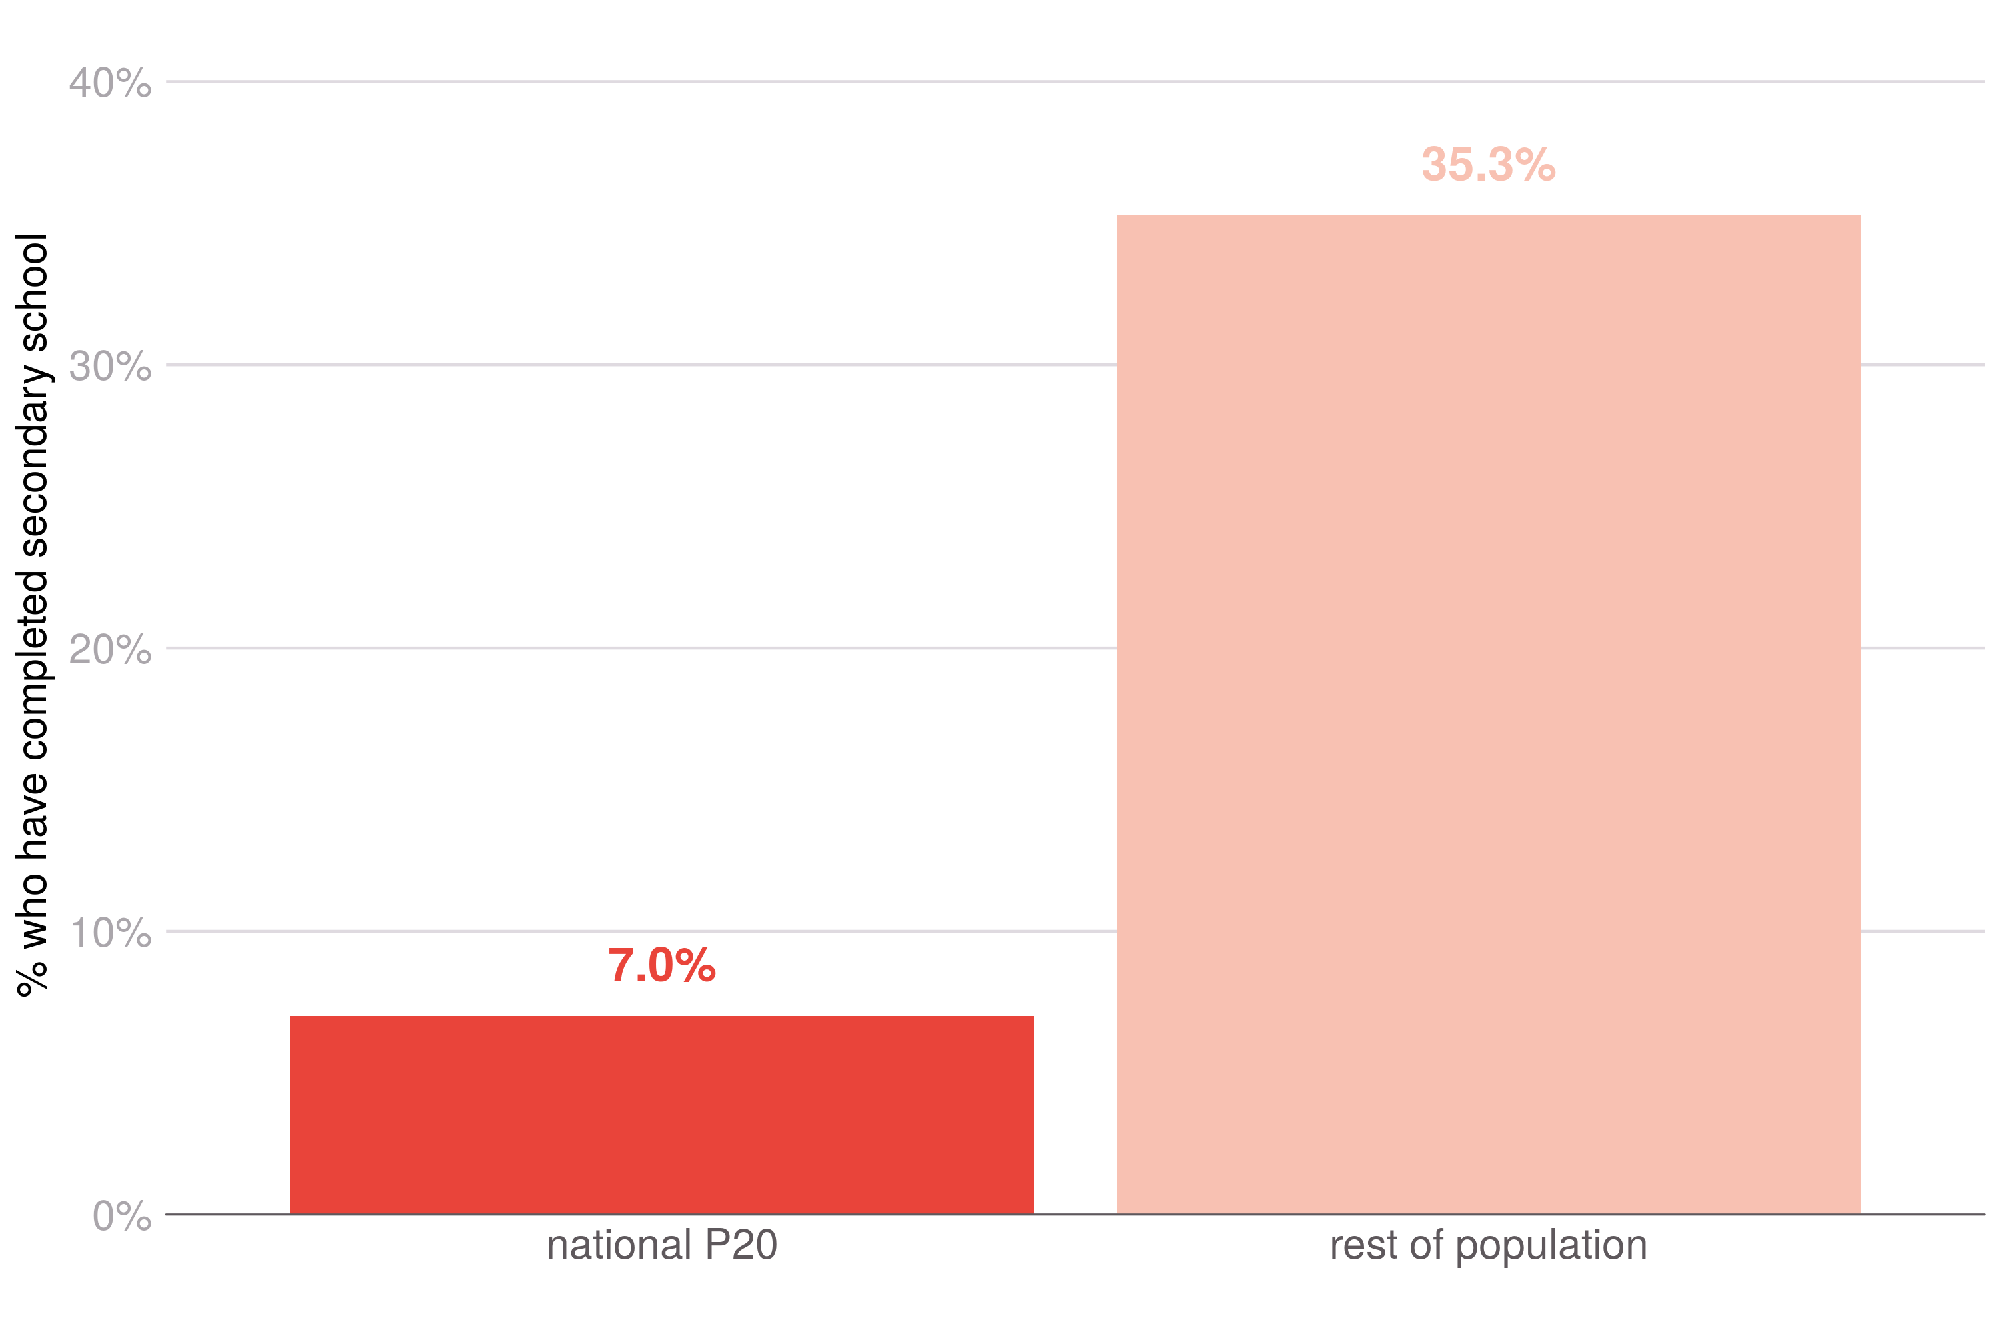 % who have completed secondary school
40%
30%
20%
10%
0%
35.3%
7.0%
national P20
rest of population